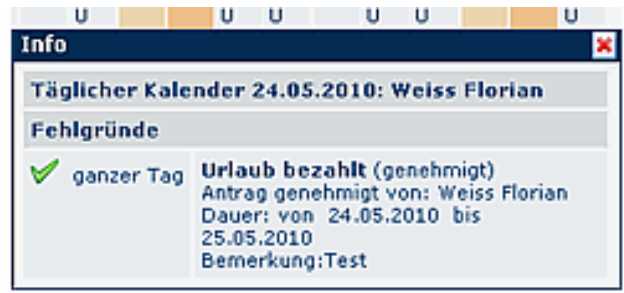 U U U U U U
Info
Täglicher Kalender 24.05.2010: Weiss Florian
Fehlgründe
ganzer Tag
Urlaub bezahlt (genehmigt)
Antrag genehmigt von: Weiss Florian
Dauer: von 24.05.2010 bis
25.05.2010
Bemerkung:Test